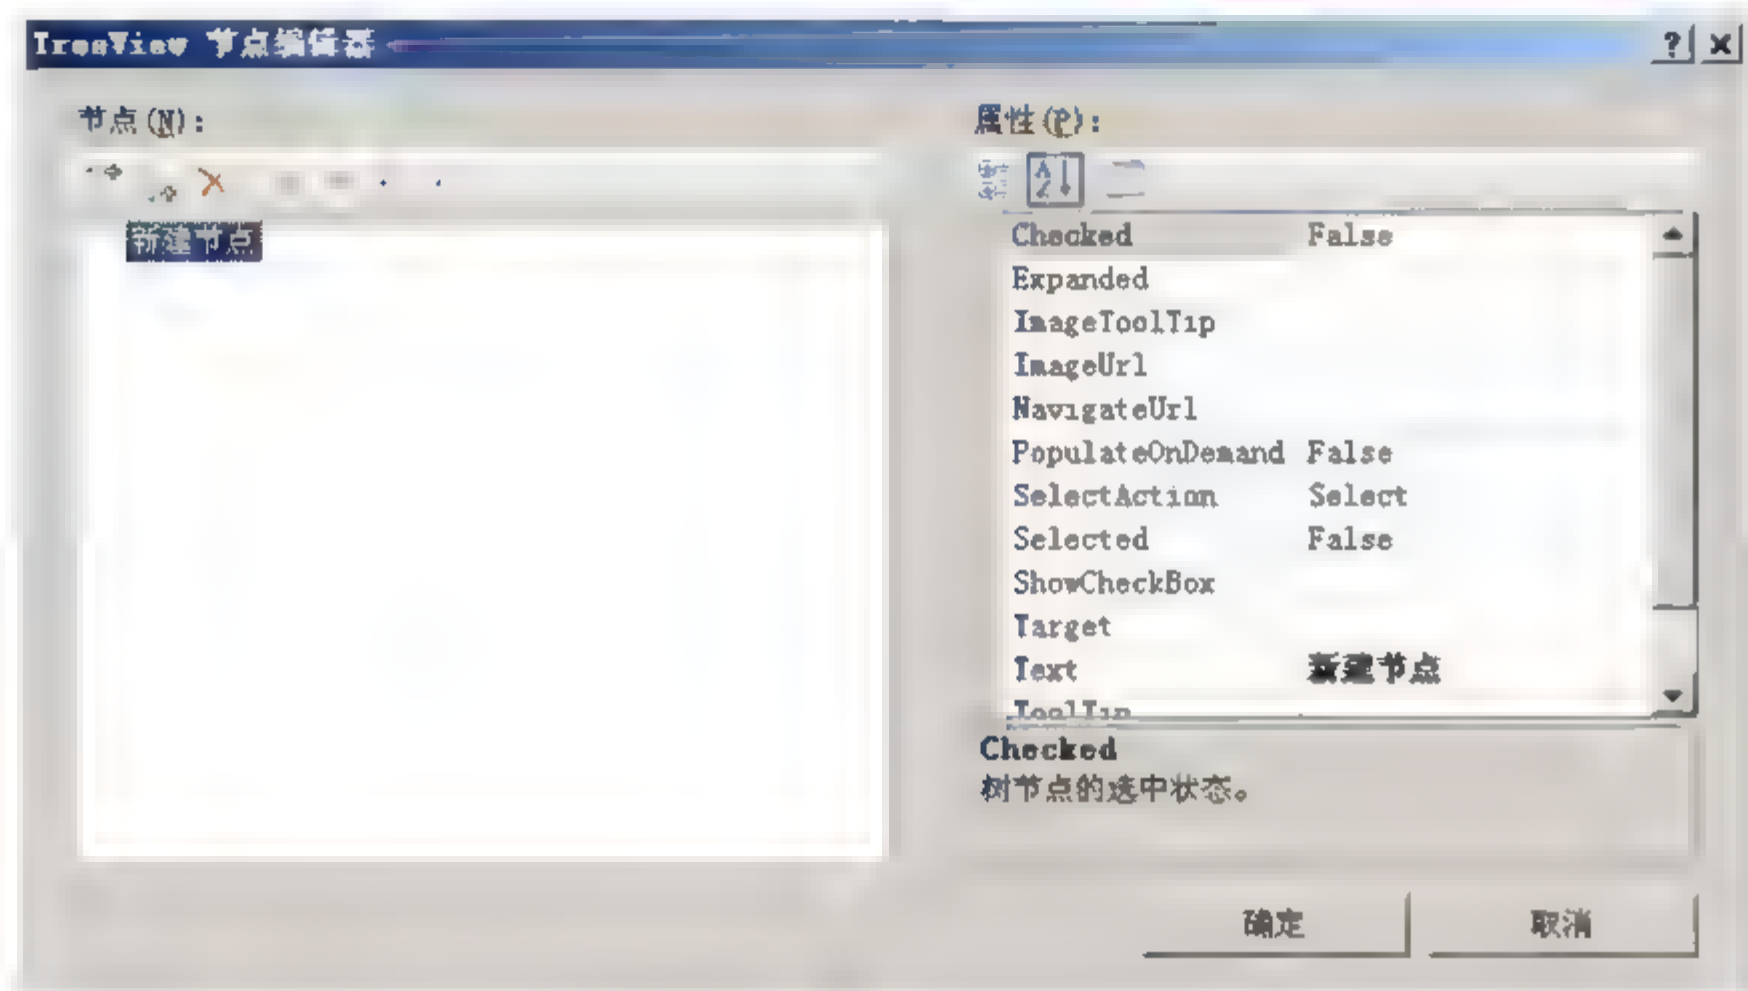 TreeView 节点编辑器
节点(N):
新建节点
属性(P):
Checked False
Expanded
ImageToolTip
ImageUrl
NavigateUrl
PopulateOnDemand False
SelectAction Select
Selected False
ShowCheckBox
Target
Text 新建节点
ToolTip
Checked
树节点的选中状态。
确定 取消